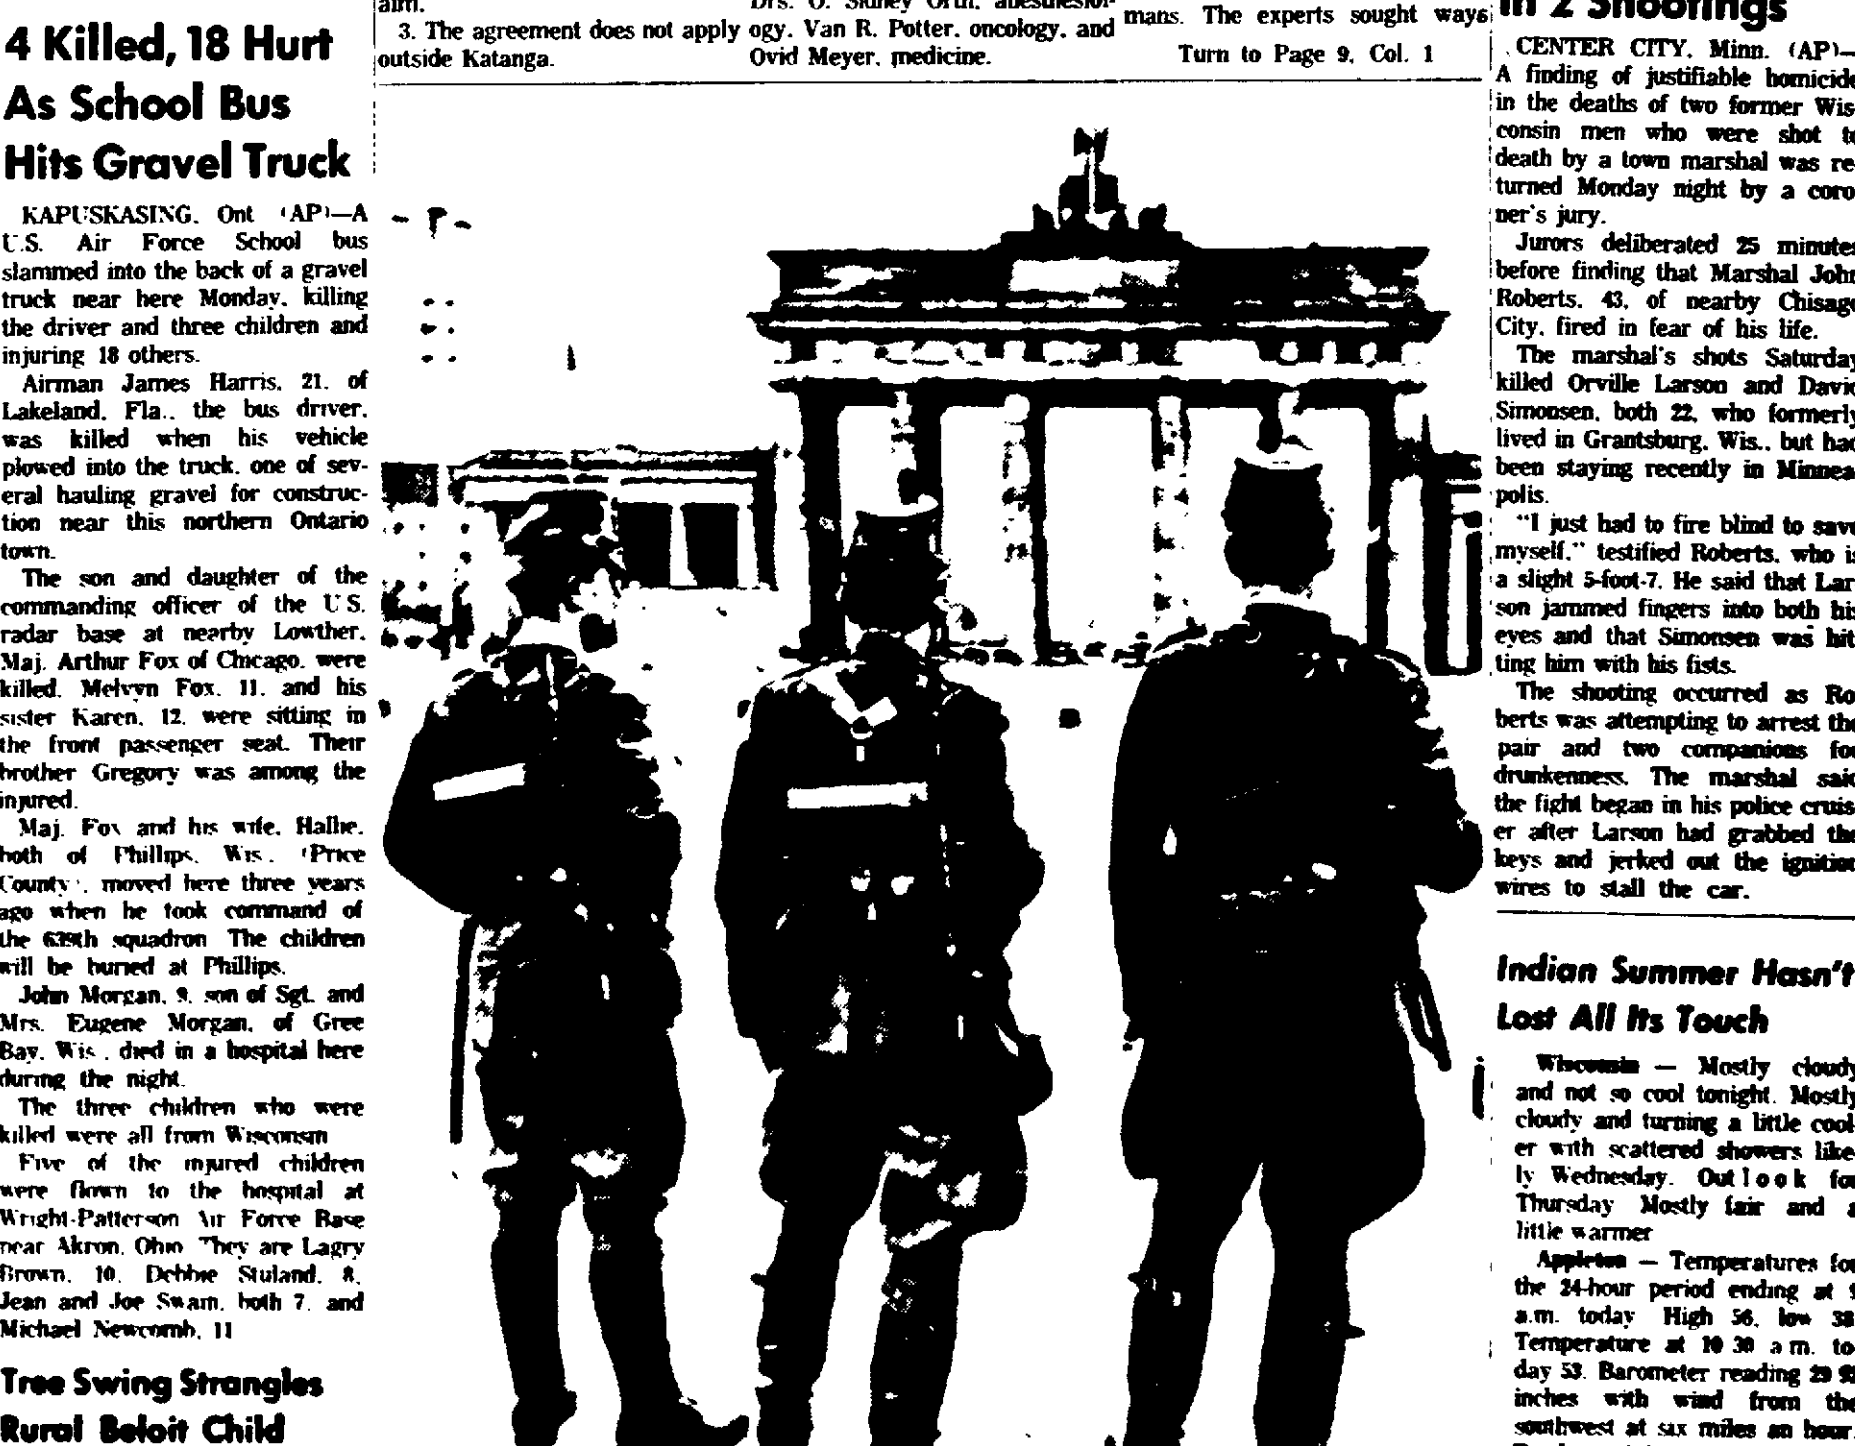 4 Killed, 18 Hurt
As School Bus
Hits Gravel Truck
KAPUSKASING, Ont (AP)—A
U.S. Air Force School bus
slammed into the back of a gravel
truck near here Monday, killing
the driver and three children and
injuring 18 others.
Airman James Harris, 21, of
Lakeland, Fla., the bus driver,
was killed when his vehicle
plowed into the truck, one of sev-
eral hauling gravel for construc-
tion near this northern Ontario
town.
The son and daughter of the
commanding officer of the U.S.
radar base at nearby Lowther,
Maj. Arthur Fox of Chicago, were
killed. Melvyn Fox, 11, and his
sister Karen, 12, were sitting in
the front passenger seat. Their
brother Gregory was among the
injured.
Maj. Fox and his wife, Hallie,
both of Phillips, Wis., (Price
County), moved here three years
ago when he took command of
the 639th squadron The children
will be buried at Phillips.
John Morgan, 9, son of Sgt. and
Mrs. Eugene Morgan, of Gree
Bay, Wis., died in a hospital here
during the night.
The three children who were
killed were all from Wisconsin
Five of the injured children
were flown to the hospital at
Wright-Patterson Air Force Base
near Akron, Ohio They are Lagry
Brown, 10, Debbie Stuland, 8,
Jean and Joe Swam, both 7, and
Michael Newcomb, 11
Tree Swing Strangles
Rural Beloit Child
aim.
3. The agreement does not apply
outside Katanga.
Drs. O. Sidney Orth, anesthesiol-
ogy, Van R. Potter, oncology, and
Ovid Meyer, medicine.
mans. The experts sought ways
Turn to Page 9, Col. 1
In 2 Shootings
CENTER CITY, Minn. (AP)—
A finding of justifiable homicide
in the deaths of two former Wis-
consin men who were shot to
death by a town marshal was re-
turned Monday night by a coro-
ner's jury.
Jurors deliberated 25 minutes
before finding that Marshal John
Roberts, 43, of nearby Chisago
City, fired in fear of his life.
The marshal's shots Saturday
killed Orville Larson and David
Simonsen, both 22, who formerly
lived in Grantsburg, Wis., but had
been staying recently in Minnea-
polis.
"I just had to fire blind to save
myself," testified Roberts, who is
a slight 5-foot-7. He said that Lar-
son jammed fingers into both his
eyes and that Simonsen was hit-
ting him with his fists.
The shooting occurred as Ro-
berts was attempting to arrest the
pair and two companions for
drunkenness. The marshal said
the fight began in his police cruis-
er after Larson had grabbed the
keys and jerked out the ignition
wires to stall the car.
Indian Summer Hasn't
Lost All Its Touch
Wisconsin — Mostly cloudy
and not so cool tonight. Mostly
cloudy and turning a little cool-
er with scattered showers like-
ly Wednesday. Outlook for
Thursday Mostly fair and a
little warmer
Appleton — Temperatures for
the 24-hour period ending at 9
a.m. today High 56, low 38
Temperature at 10 30 a m. to-
day 53. Barometer reading 29
inches with wind from the
southwest at six miles an hour.